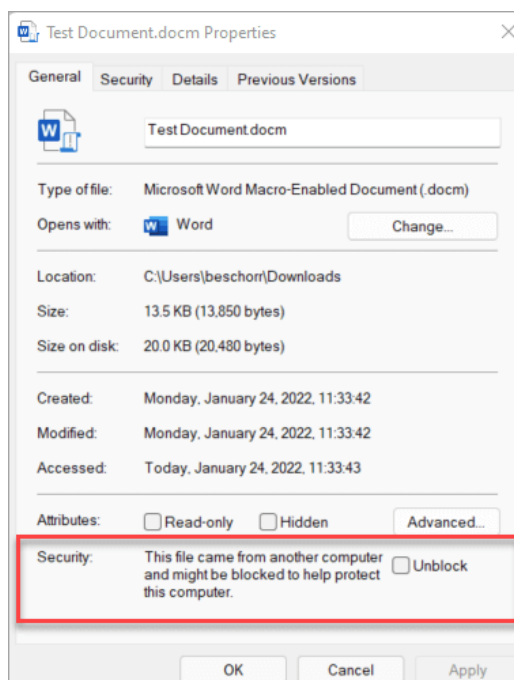 Test Document.docm Properties
General Security Details Previous Versions
Test Document.docm
Type of file: Microsoft Word Macro-Enabled Document (.docm)
Opens with: Word Change...
Location: C:\Users\beschorr\Downloads
Size: 13.5 KB (13,850 bytes)
Size on disk: 20.0 KB (20,480 bytes)
Created: Monday, January 24, 2022, 11:33:42
Modified: Monday, January 24, 2022, 11:33:42
Accessed: Today, January 24, 2022, 11:33:43
Attributes: Read-only Hidden Advanced...
Security: This file came from another computer
and might be blocked to help protect
this computer.
Unblock
OK Cancel Apply